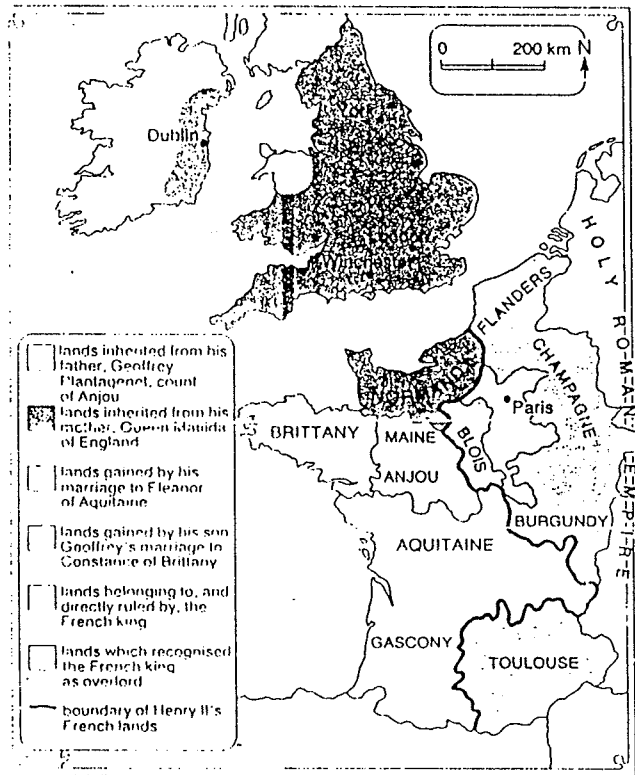 0 200 km N
Dublin
York
London
Winchester
HOLY ROMAN EMPIRE
FLANDERS
NORMANDY
CHAMPAGNE
Paris
BRITTANY
MAINE
BLOIS
ANJOU
BURGUNDY
AQUITAINE
GASCONY
TOULOUSE
lands inherited from his
father, Geoffrey
Plantagenet, count
of Anjou
lands inherited from his
mother, Queen Matilda
of England
lands gained by his
marriage to Eleanor
of Aquitaine
lands gained by his son
Geoffrey's marriage to
Constance of Brittany
lands belonging to, and
directly ruled by, the
French king
lands which recognised
the French king
as overlord
boundary of Henry II's
French lands